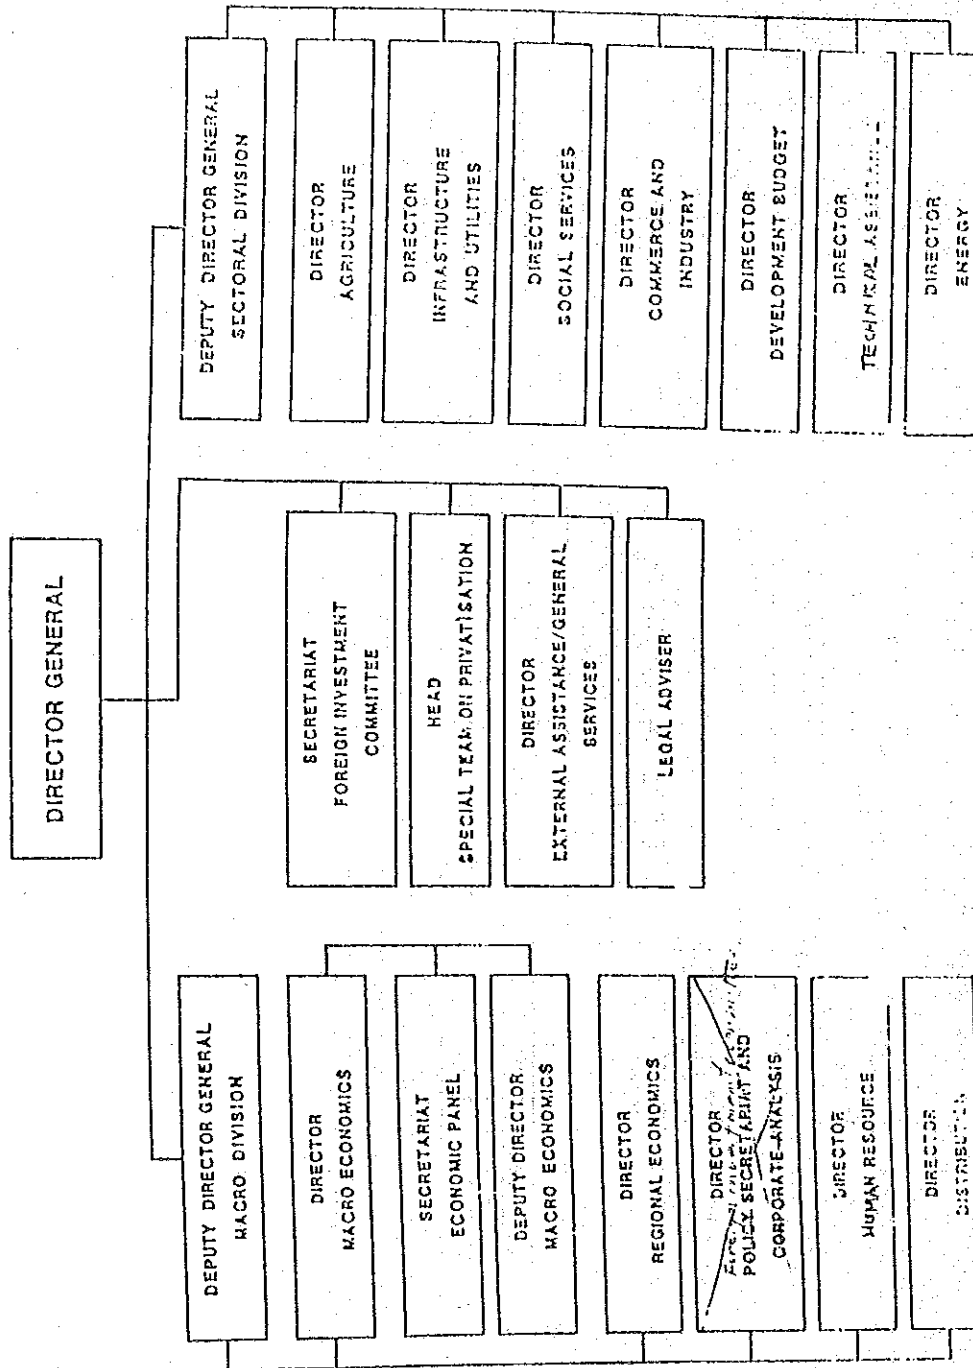 DIRECTOR GENERAL
DEPUTY DIRECTOR GENERAL
MACRO DIVISION
DIRECTOR
MACRO ECONOMICS
SECRETARIAT
ECONOMIC PANEL
DEPUTY DIRECTOR
MACRO ECONOMICS
DIRECTOR
REGIONAL ECONOMICS
DIRECTOR
POLICY SECRETARIAT AND
CORPORATE ANALYSIS
DIRECTOR
HUMAN RESOURCE
DIRECTOR
DISTRIBUTION
SECRETARIAT
FOREIGN INVESTMENT
COMMITTEE
HEAD
SPECIAL TEAM ON PRIVATISATION
DIRECTOR
EXTERNAL ASSISTANCE/GENERAL
SERVICES
LEGAL ADVISER
DEPUTY DIRECTOR GENERAL
SECTORAL DIVISION
DIRECTOR
AGRICULTURE
DIRECTOR
INFRASTRUCTURE
AND UTILITIES
DIRECTOR
SOCIAL SERVICES
DIRECTOR
COMMERCE AND
INDUSTRY
DIRECTOR
DEVELOPMENT BUDGET
DIRECTOR
TECHNICAL ASSISTANCE
DIRECTOR
ENERGY